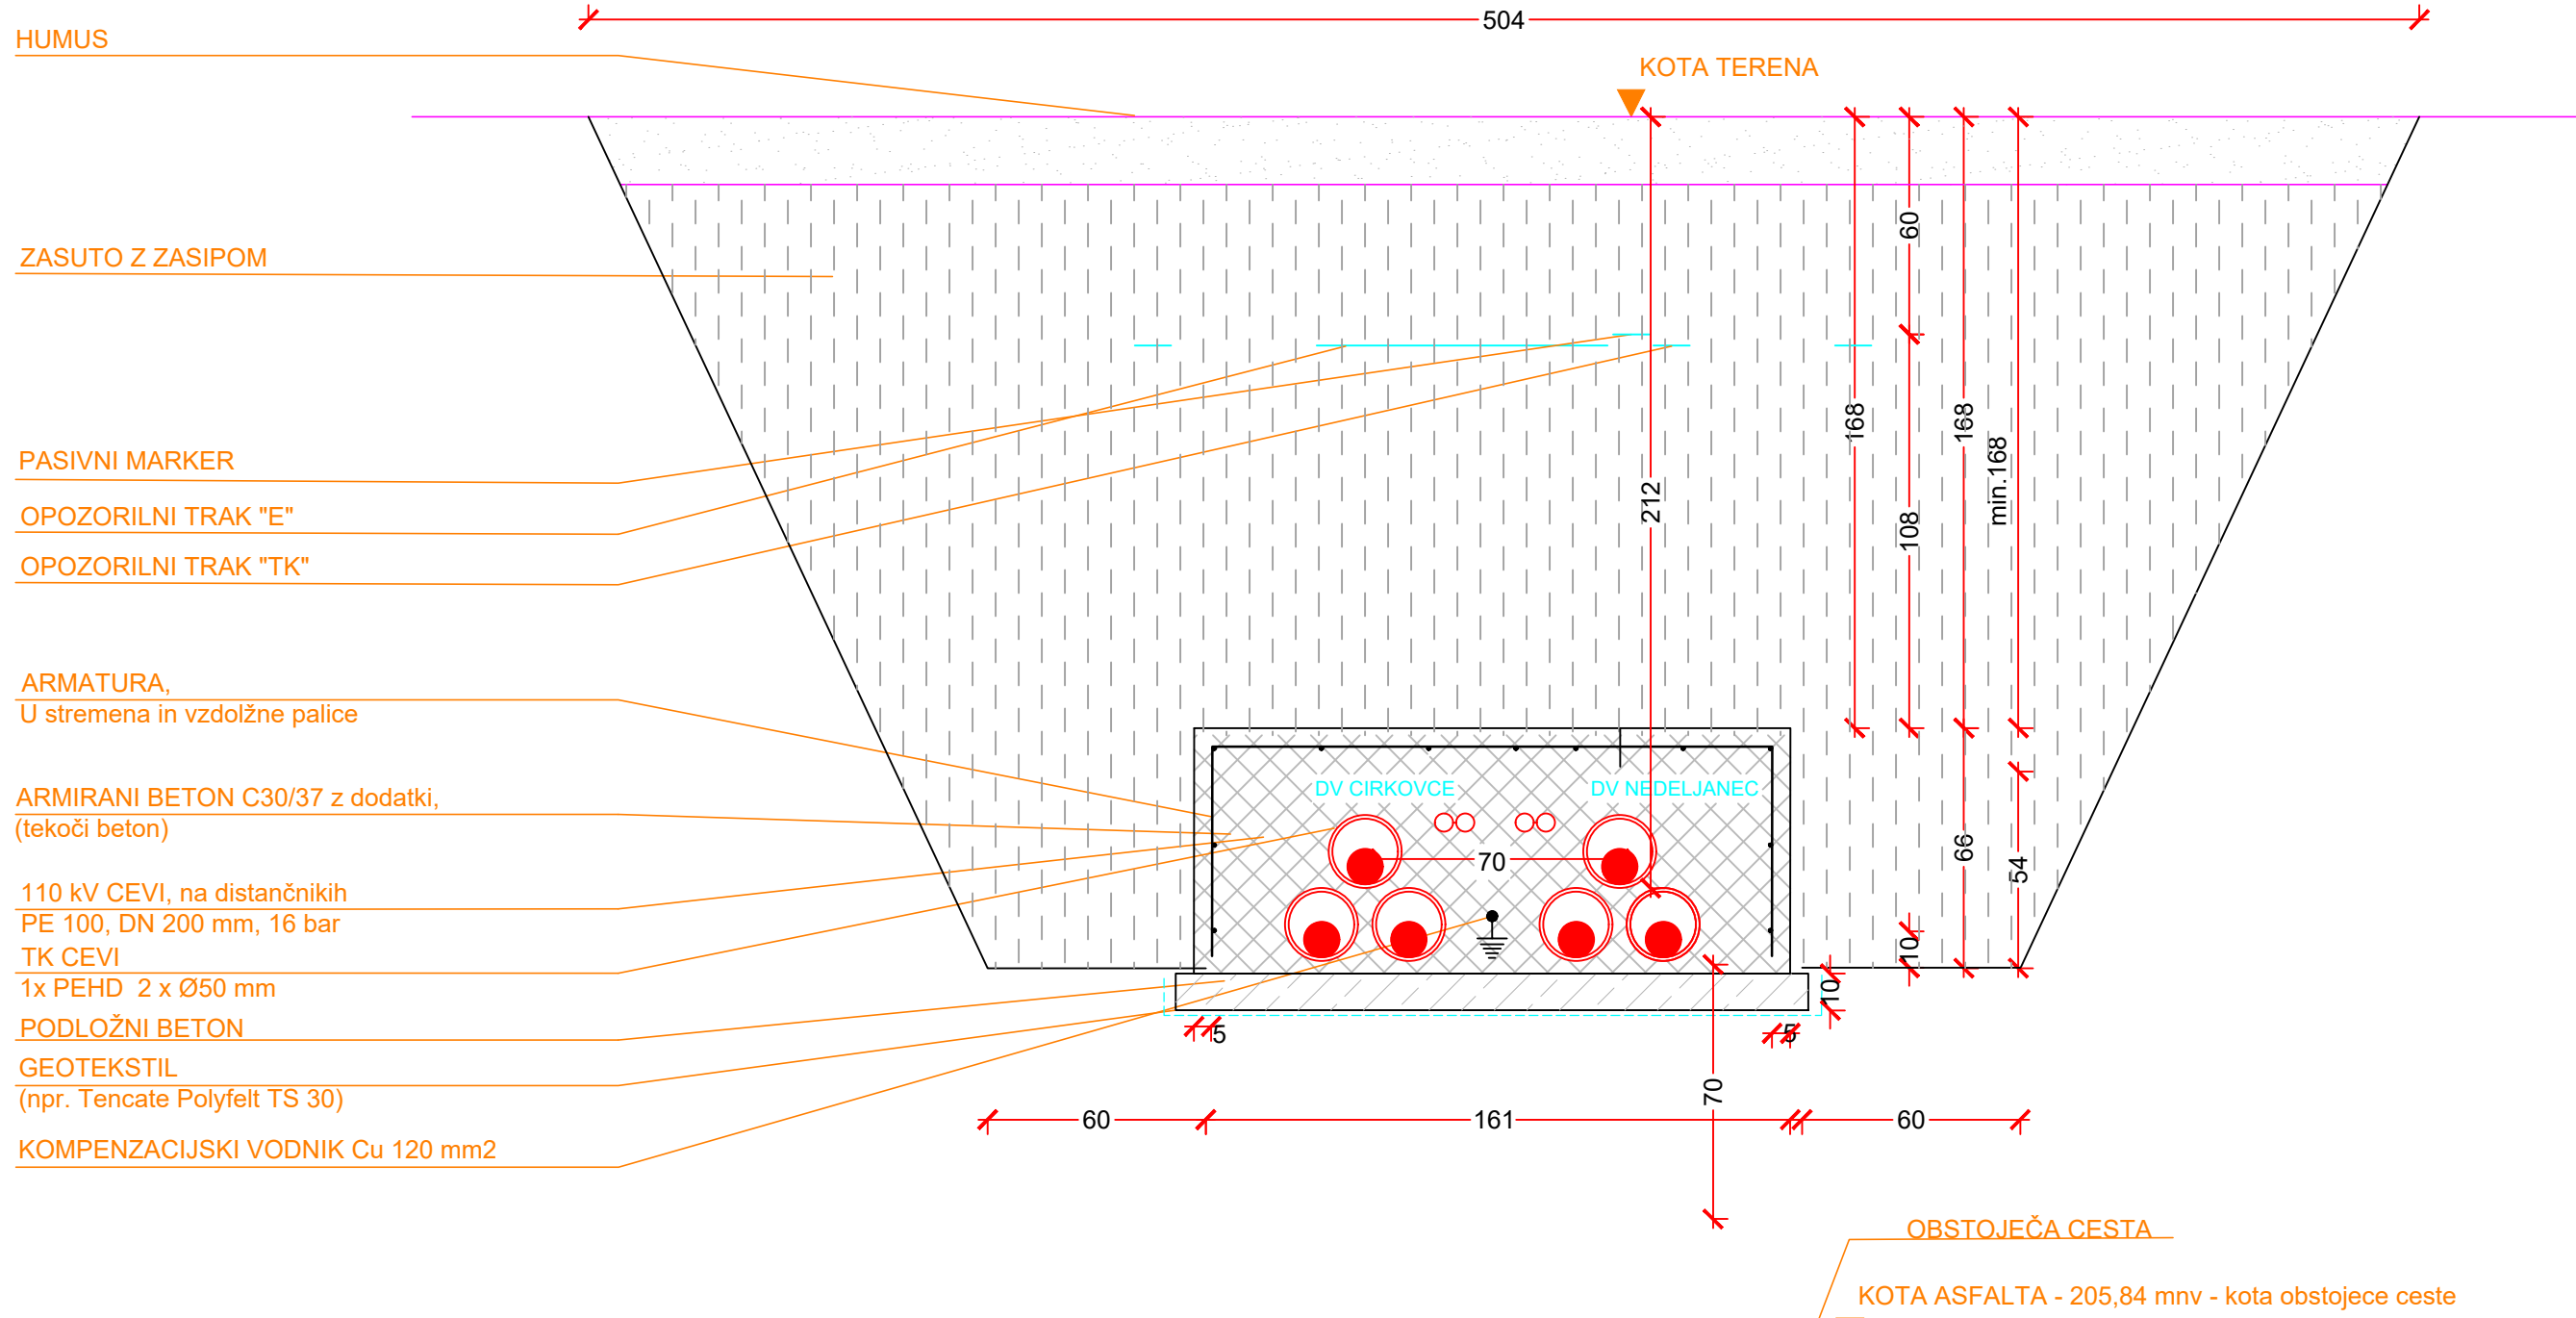 504
HUMUS
KOTA TERENA
60
ZASUTO Z ZASIPOM
168
168
min.168
PASIVNI MARKER
212
OPOZORILNI TRAK "E"
108
OPOZORILNI TRAK "TK"
ARMATURA,
U stremena in vzdolžne palice
DV CIRKOVCE
DV NEDELJANEC
ARMIRANI BETON C30/37 z dodatki,
(tekoči beton)
66
70
54
110 kV CEVI, na distančnikih
PE 100, DN 200 mm, 16 bar
10
TK CEVI
1x PEHD  2 x Ø50 mm
10
PODLOŽNI BETON
5
5
GEOTEKSTIL
(npr. Tencate Polyfelt TS 30)
70
60
161
60
KOMPENZACIJSKI VODNIK Cu 120 mm2
OBSTOJEČA CESTA
KOTA ASFALTA - 205,84 mnv - kota obstojece ceste